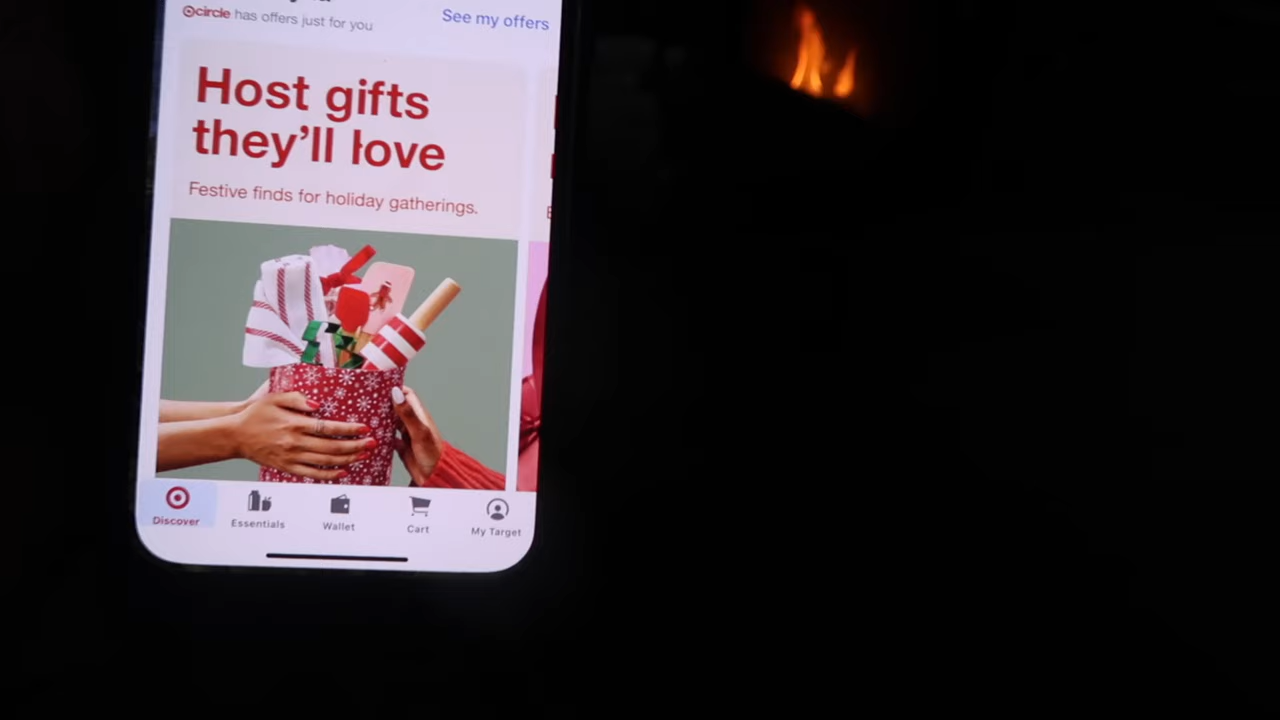 circle has offers just for you
See my offers
Host gifts
they'll love
Festive finds for holiday gatherings.
Discover
Essentials
Wallet
Cart
My Target